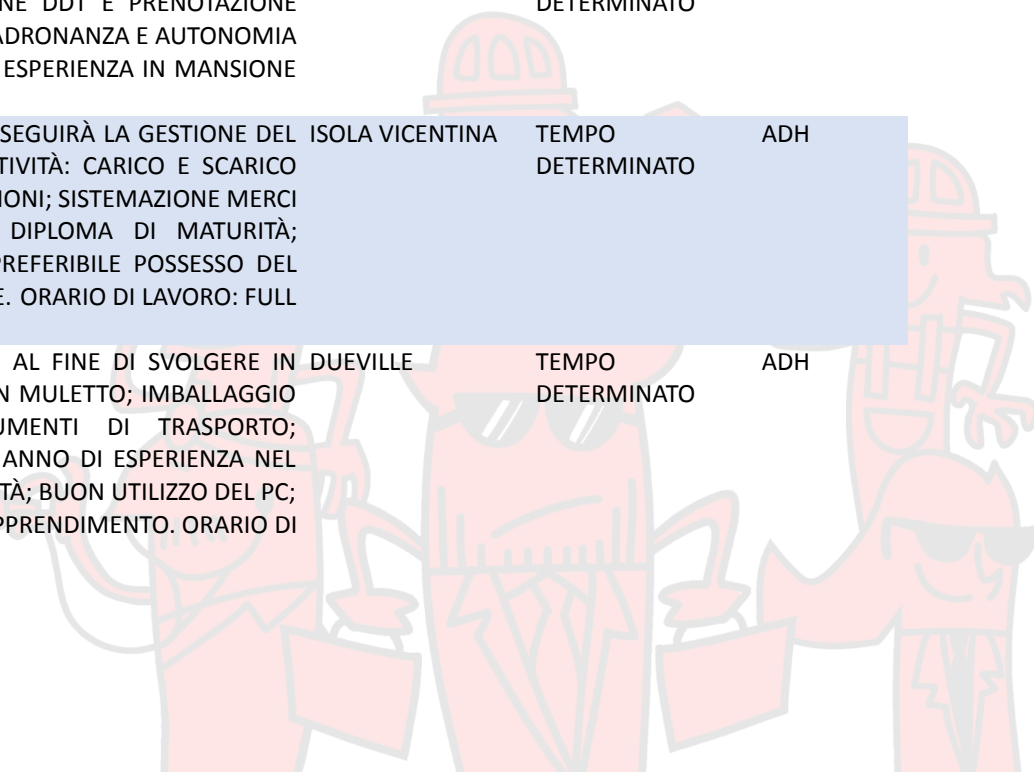 NE DDT E PRENOTAZIONE DETERMINATO
ADRONANZA E AUTONOMIA
ESPERIENZA IN MANSIONE
SEGUIRÀ LA GESTIONE DEL ISOLA VICENTINA TEMPO ADH
TIVITÀ: CARICO E SCARICO DETERMINATO
IONI; SISTEMAZIONE MERCI
DIPLOMA DI MATURITÀ;
PREFERIBILE POSSESSO DEL
E. ORARIO DI LAVORO: FULL
AL FINE DI SVOLGERE IN DUEVILLE TEMPO ADH
N MULETTO; IMBALLAGGIO DETERMINATO
UMENTI DI TRASPORTO;
ANNO DI ESPERIENZA NEL
TÀ; BUON UTILIZZO DEL PC;
PPRENDIMENTO. ORARIO DI